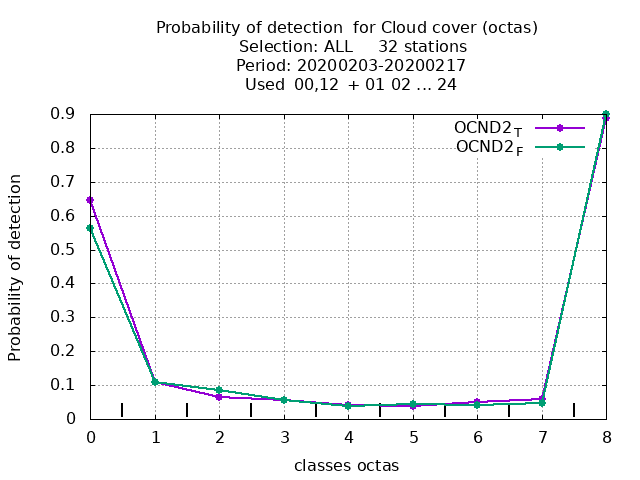 Probability of detection  for Cloud cover (octas)
Selection: ALL     32 stations
Period: 20200203-20200217
Used  00,12  + 01 02 ... 24
OCND2 T
OCND2 F
0.9
0.8
0.7
0.6
0.5
0.4
0.3
0.2
0.1
0
Probability of detection
0 1 2 3 4 5 6 7 8
classes octas